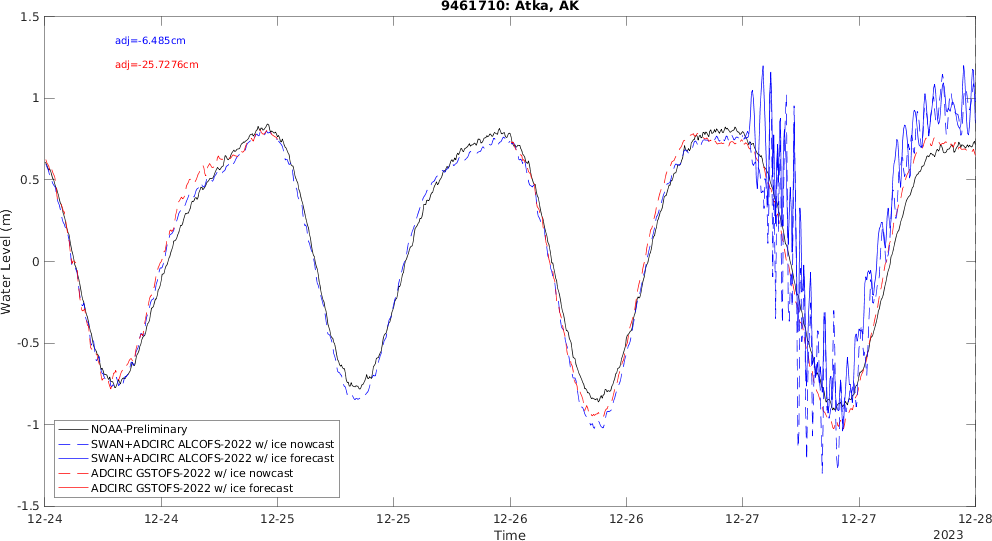 9461710: Atka, AK
adj=-6.485cm
adj=-25.7276cm
Water Level (m)
1.5
1
0.5
0
-0.5
-1
-1.5
NOAA-Preliminary
SWAN+ADCIRC ALCOFS-2022 w/ ice nowcast
SWAN+ADCIRC ALCOFS-2022 w/ ice forecast
ADCIRC GSTOFS-2022 w/ ice nowcast
ADCIRC GSTOFS-2022 w/ ice forecast
12-24 12-24 12-25 12-25 12-26 12-26 12-27 12-27 12-28
Time
2023